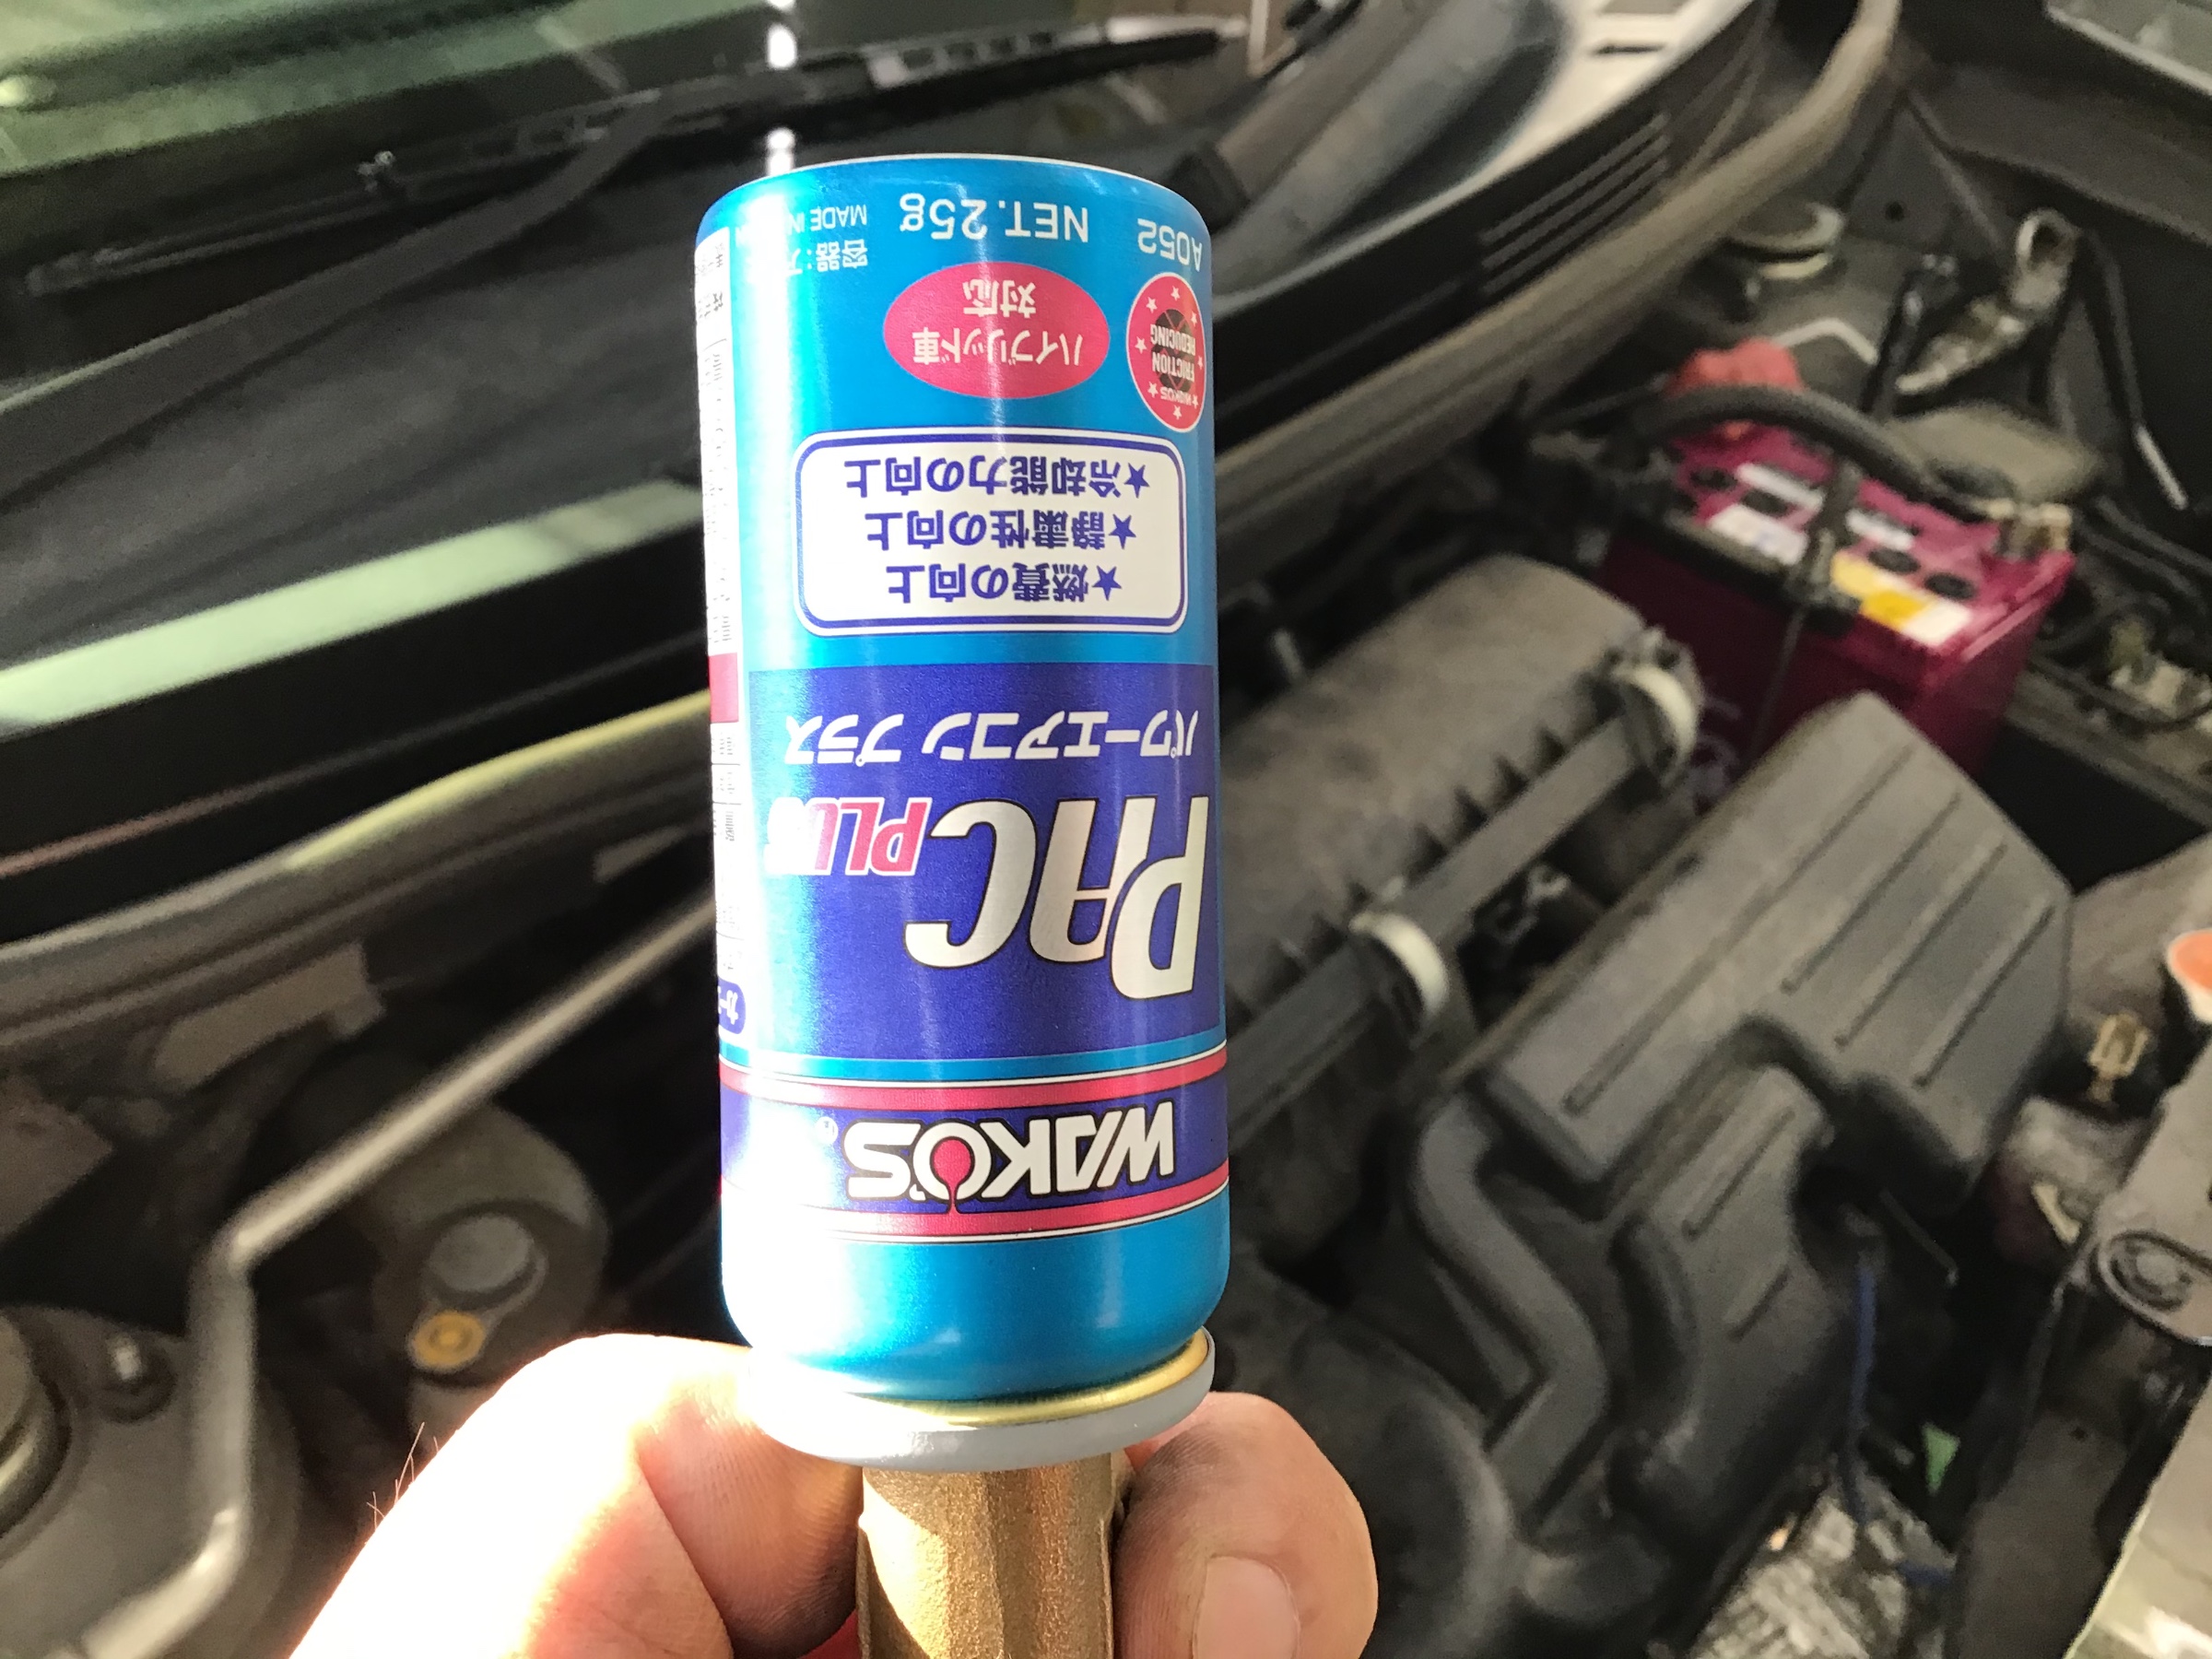 WAKO'S
PAC PLUS
パワーエアコン プラス
★燃費の向上
★静粛性の向上
★冷却能力の向上
WAKO'S
FRICTION
REDUCING
ハイブリッド車
対応
A052
NET.25g
容器:
MADE IN